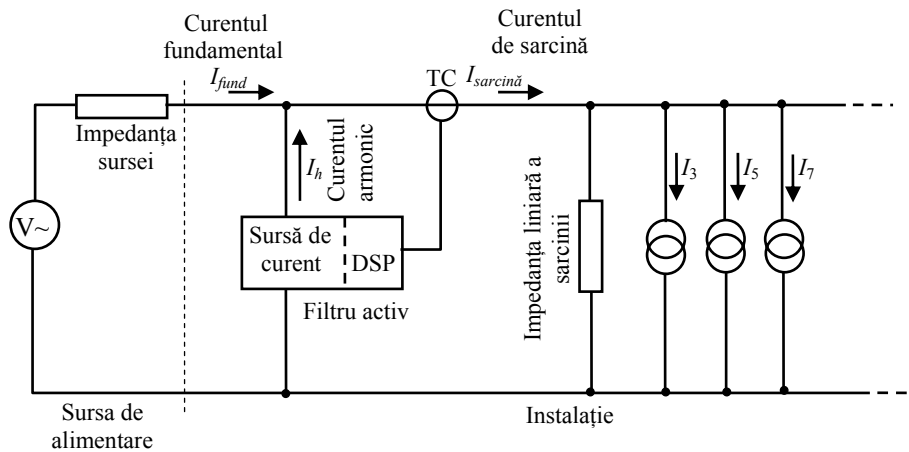 Curentul
fundamental
Curentul
de sarcină
I_fund
TC
I_sarcină
Impedanța
sursei
I_h
Curentul
armonic
I_3
I_5
I_7
V~
Sursă de
curent
DSP
Impedanța liniară a
sarcinii
Filtru activ
Sursa de
alimentare
Instalație